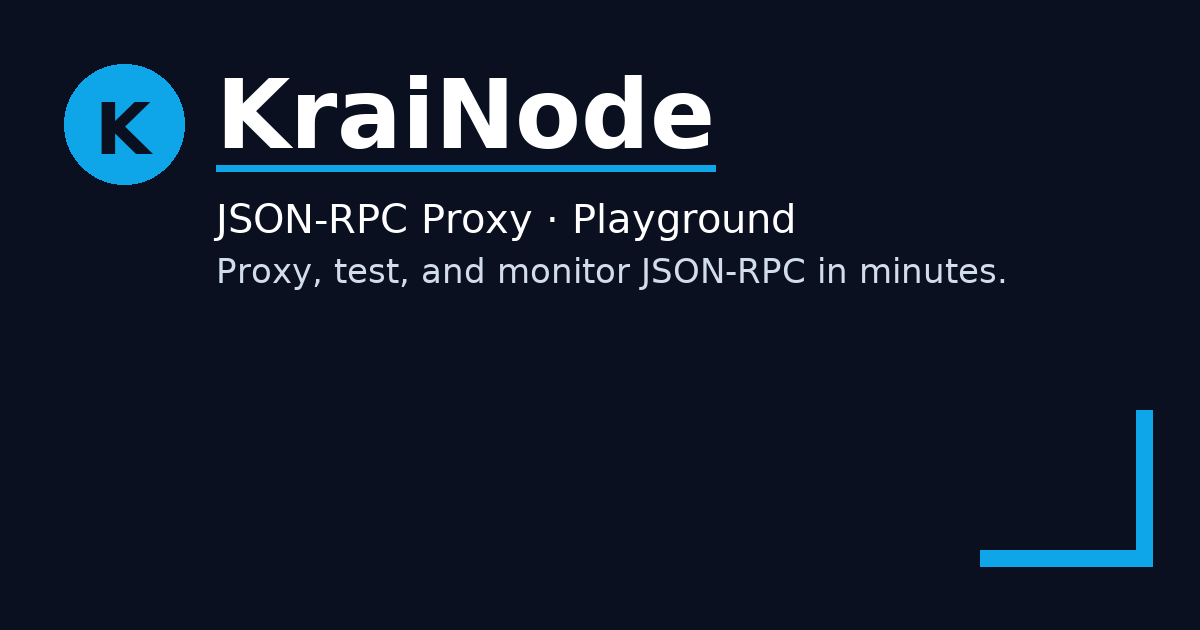 K
KraiNode
JSON-RPC Proxy · Playground
Proxy, test, and monitor JSON-RPC in minutes.